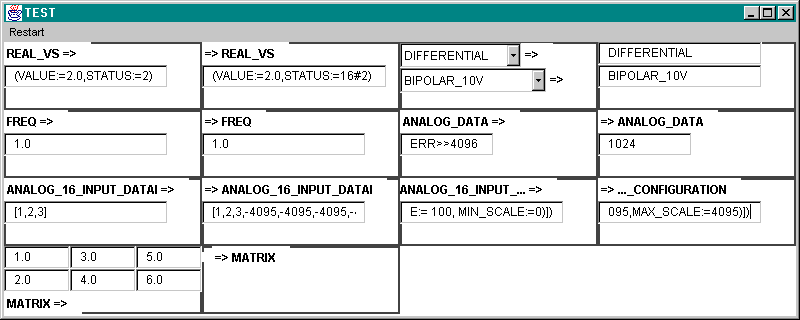 TEST
Restart
REAL_VS => => REAL_VS DIFFERENTIAL => DIFFERENTIAL
(VALUE:=2.0,STATUS:=2) (VALUE:=2.0,STATUS:=16#2) BIPOLAR_10V => BIPOLAR_10V
FREQ => => FREQ ANALOG_DATA => => ANALOG_DATA
1.0 1.0 ERR>>4096 1024
ANALOG_16_INPUT_DATAI => => ANALOG_16_INPUT_DATAI ANALOG_16_INPUT_... => => ..._CONFIGURATION
[1,2,3] [1,2,3,-4095,-4095,-4095,-- E:= 100, MIN_SCALE:=0)]) 095,MAX_SCALE:=4095)])
1.0 3.0 5.0 => MATRIX
2.0 4.0 6.0
MATRIX =>